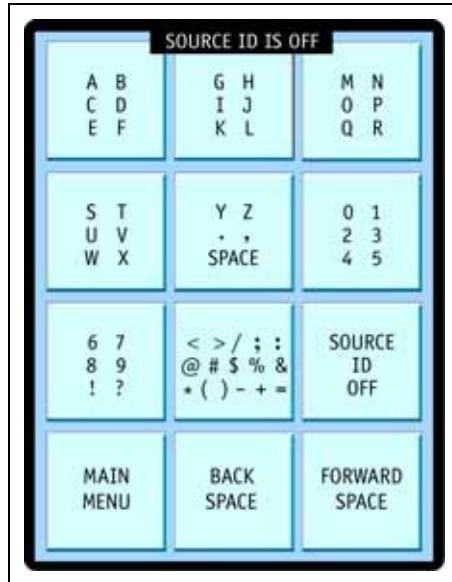 SOURCE ID IS OFF
A B
C D
E F
G H
I J
K L
M N
O P
Q R
S T
U V
W X
Y Z
. ,
SPACE
0 1
2 3
4 5
6 7
8 9
! ?
< > / ; :
@ # $ % &
* ( ) - + =
SOURCE
ID
OFF
MAIN
MENU
BACK
SPACE
FORWARD
SPACE